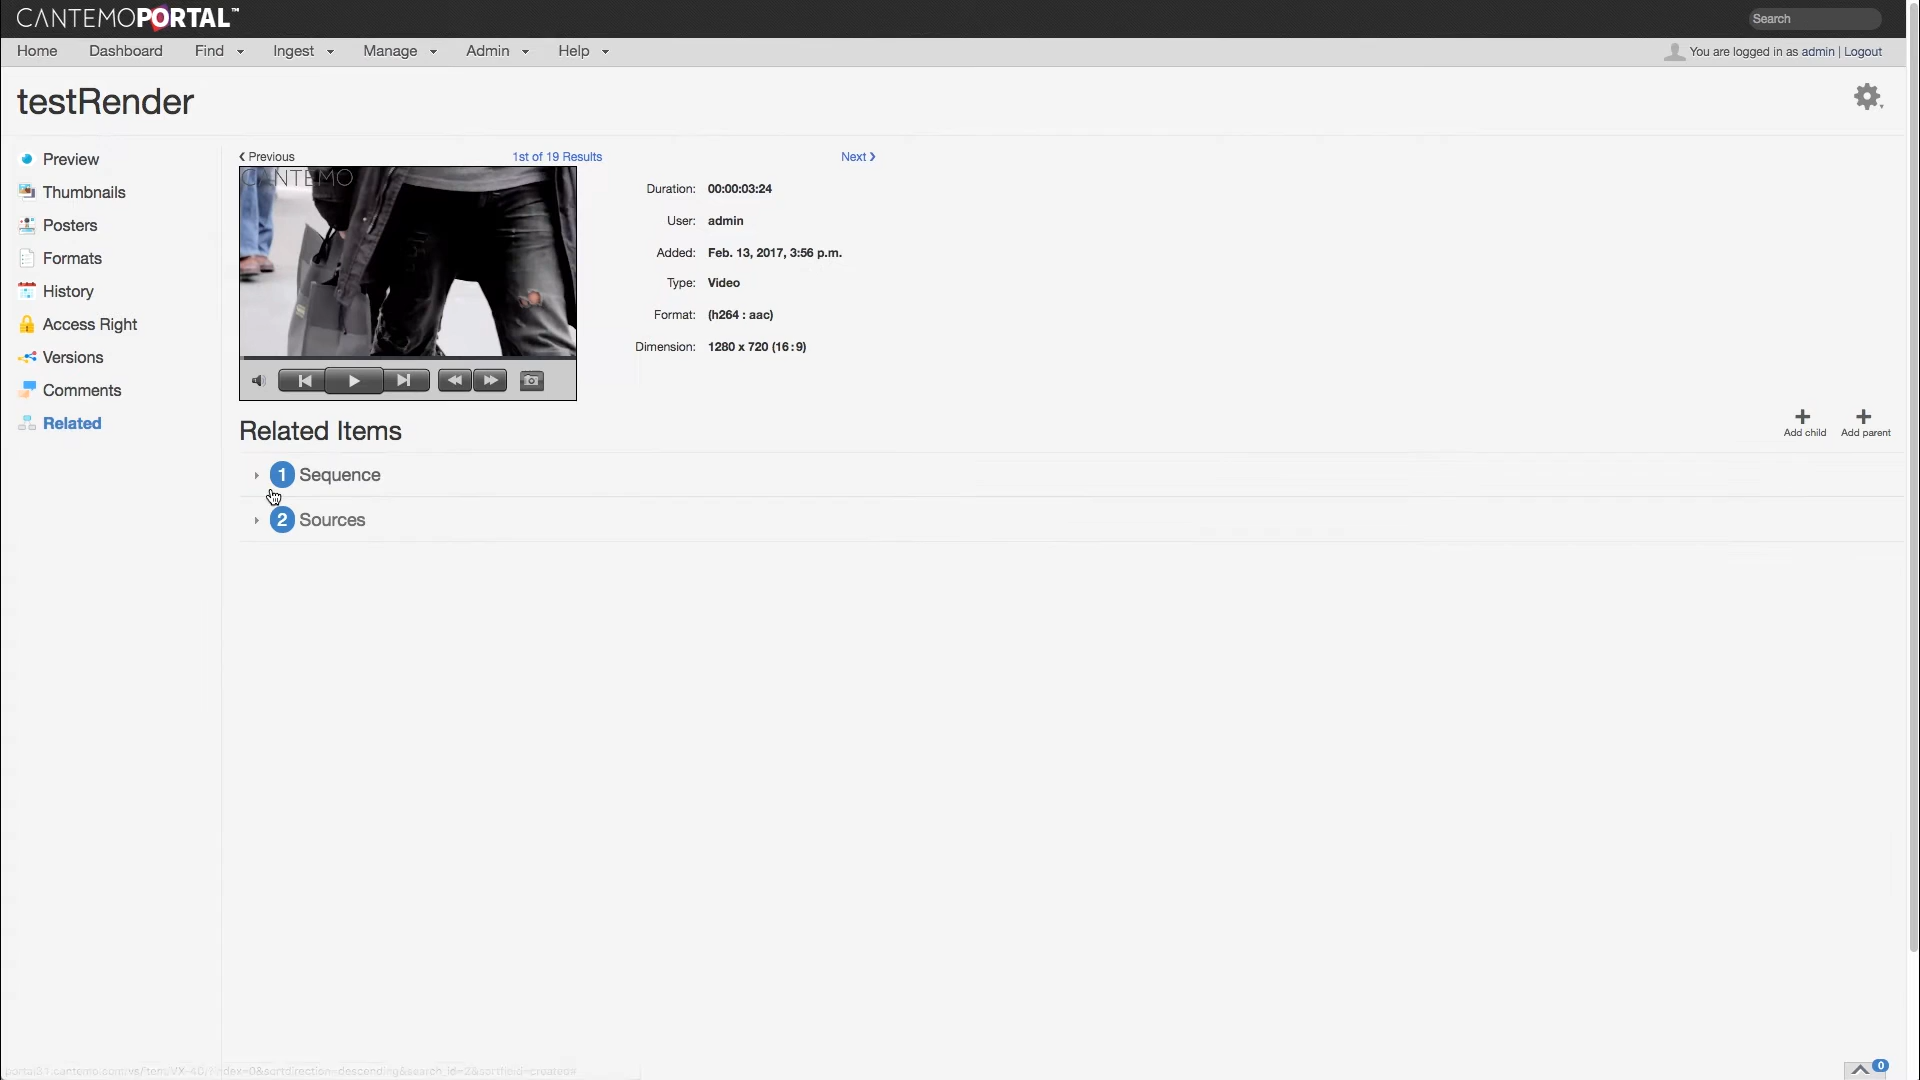 CANTEMOPORTAL™
Search
Home Dashboard Find Ingest Manage Admin Help
You are logged in as admin | Logout
testRender
Preview
Thumbnails
Posters
Formats
History
Access Right
Versions
Comments
Related
Previous 1st of 19 Results Next
CANTEMO
Duration: 00:00:03:24
User: admin
Added: Feb. 13, 2017, 3:56 p.m.
Type: Video
Format: (h264 : aac)
Dimension: 1280 x 720 (16:9)
Related Items
Add child Add parent
1 Sequence
2 Sources
0